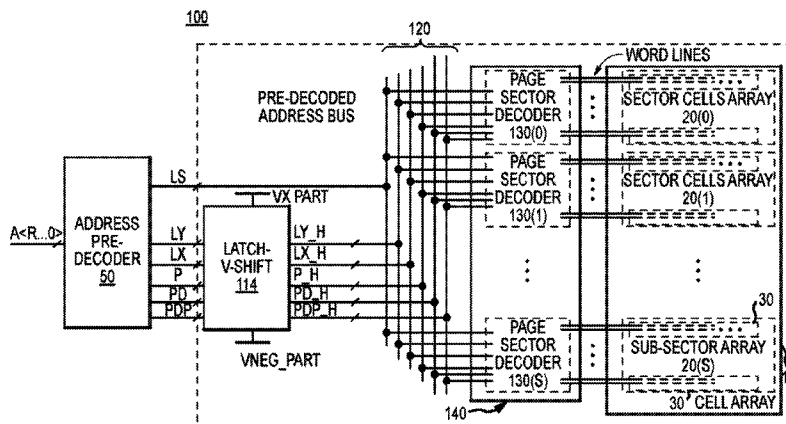 100
120
WORD LINES
PRE-DECODED
ADDRESS BUS
PAGE
SECTOR
DECODER
130(0)
SECTOR CELLS ARRAY
20(0)
PAGE
SECTOR
DECODER
130(1)
SECTOR CELLS ARRAY
20(1)
A<R...0>
ADDRESS
PRE-
DECODER
50
LS
LY
LX
P
PD
PDP
VX PART
LATCH-
V-SHIFT
114
VNEG_PART
LY_H
LX_H
P_H
PD_H
PDP_H
30
PAGE
SECTOR
DECODER
130(S)
SUB-SECTOR ARRAY
20(S)
140
30
CELL ARRAY